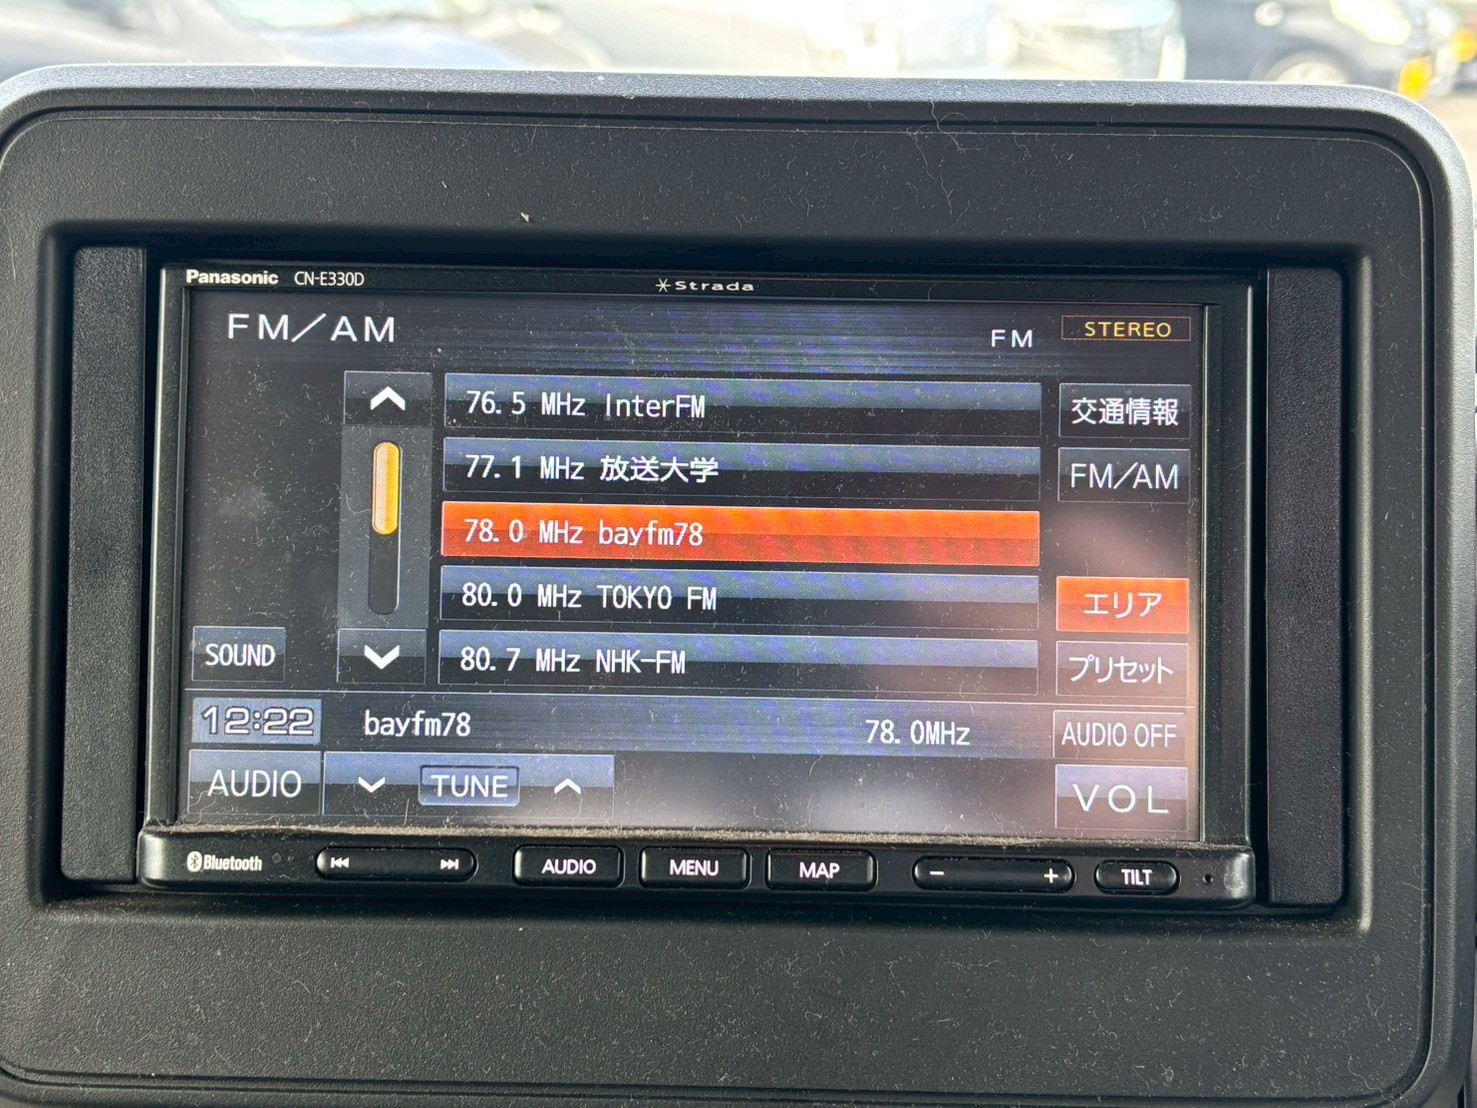 Panasonic CN-E330D
Strada
FM/AM
FM
STEREO
76.5 MHz InterFM
交通情報
77.1 MHz 放送大学
FM/AM
78.0 MHz bayfm78
80.0 MHz TOKYO FM
エリア
SOUND
80.7 MHz NHK-FM
プリセット
12:22
bayfm78
78.0MHz
AUDIO OFF
AUDIO
TUNE
VOL
Bluetooth
AUDIO
MENU
MAP
- +
TILT